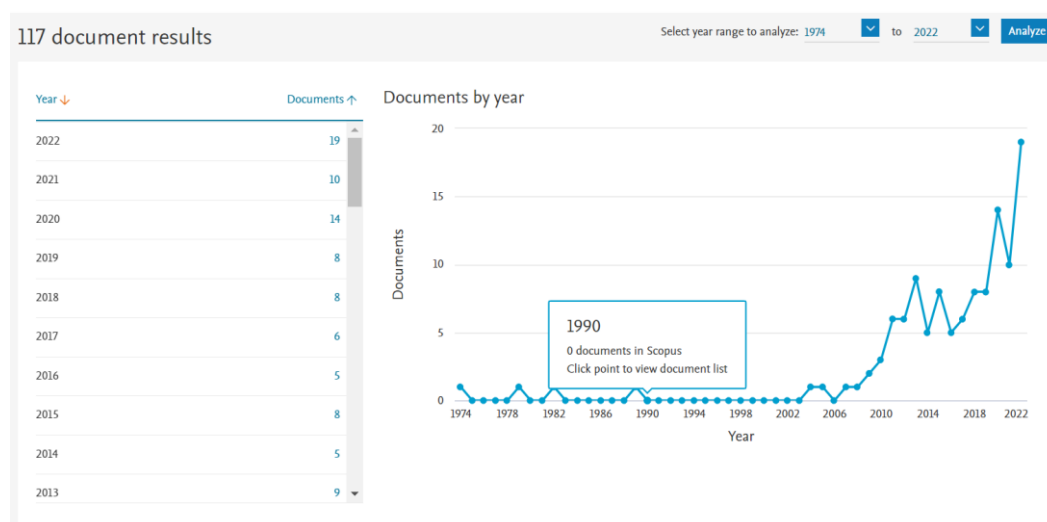 117 document results
Select year range to analyze: 1974 to 2022 Analyze
Year Documents
2022 19
2021 10
2020 14
2019 8
2018 8
2017 6
2016 5
2015 8
2014 5
2013 9
Documents by year
20
15
10
5
0
Documents
1990
0 documents in Scopus
Click point to view document list
1974 1978 1982 1986 1990 1994 1998 2002 2006 2010 2014 2018 2022
Year